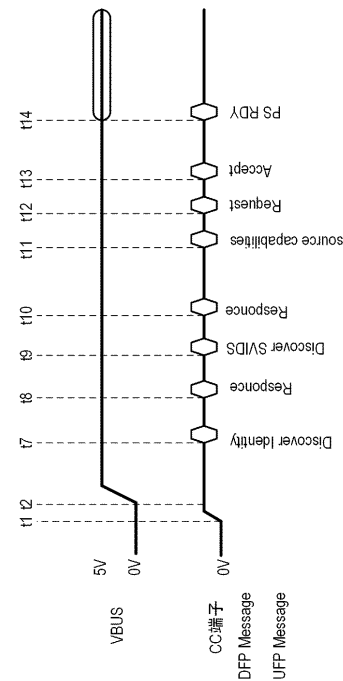 t1 t2 t7 t8 t9 t10 t11 t12 t13 t14
5V
VBUS
0V
CC端子
0V
DFP Message
UFP Message
Discover Identity
Responce
Discover SVIDS
Responce
source capabilities
Request
Accept
PS RDY